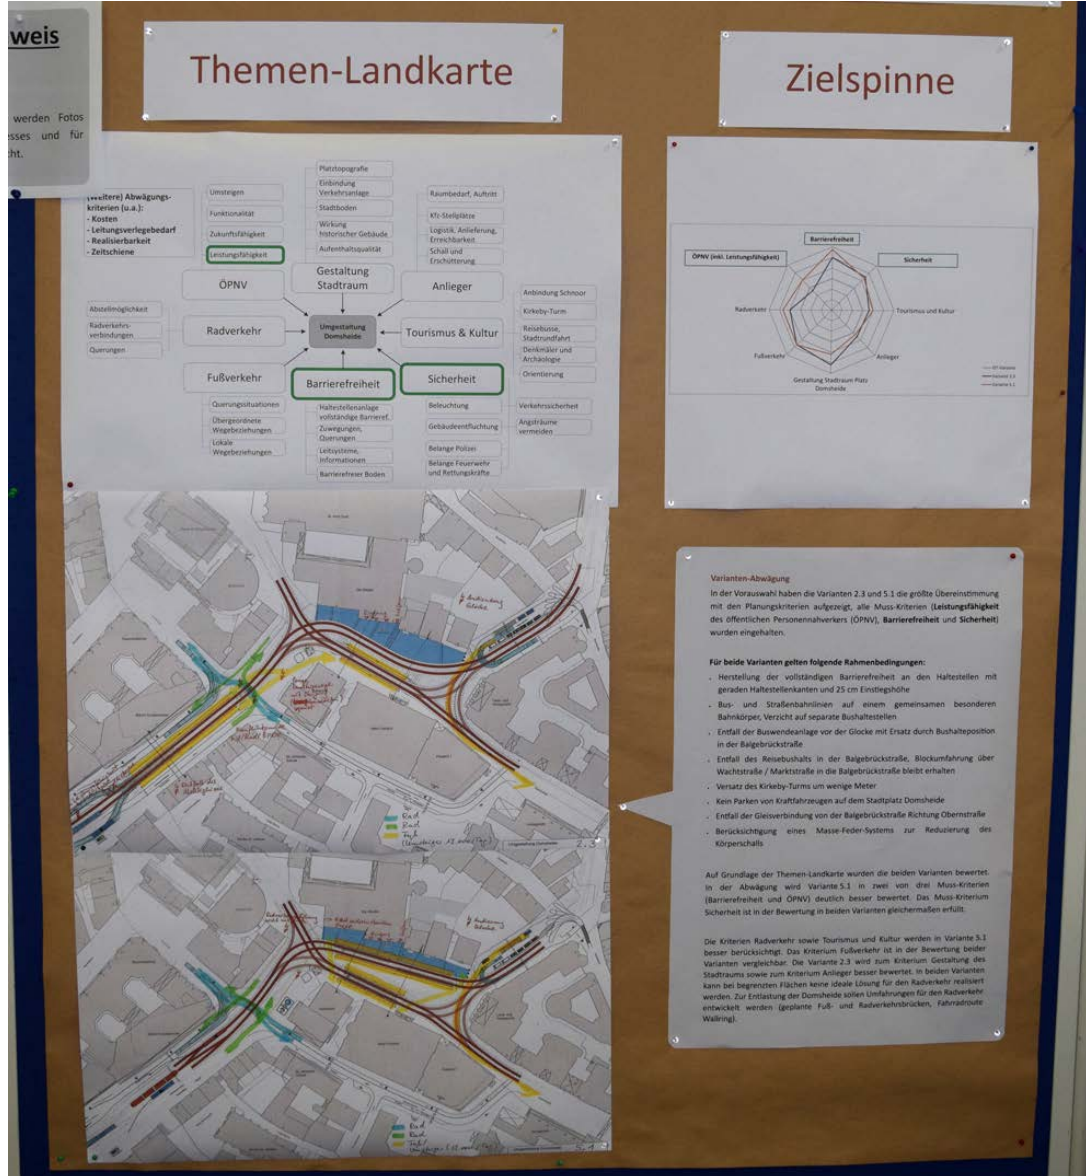 weis
werden Fotos
esses und für
cht.
Themen-Landkarte
Zielspinne
(Weitere) Abwägungs-
kriterien (u.a.):
- Kosten
- Leitungsverlegebedarf
- Realisierbarkeit
- Zeitschiene
Umsteigen
Funktionalität
Zukunftsfähigkeit
Leistungsfähigkeit
ÖPNV
Platztopografie
Einbindung
Verkehrsanlage
Stadtboden
Wirkung
historischer Gebäude
Aufenthaltsqualität
Gestaltung
Stadtraum
Raumbedarf, Auftritt
Kfz-Stellplätze
Logistik, Anlieferung,
Erreichbarkeit
Schall und
Erschütterung
Anlieger
Abstellmöglichkeit
Radverkehrs-
verbindungen
Querungen
Radverkehr
Umgestaltung
Domsheide
Tourismus & Kultur
Anbindung Schnoor
Kirkeby-Turm
Reisebusse,
Stadtrundfahrt
Denkmäler und
Archäologie
Orientierung
Fußverkehr
Barrierefreiheit
Sicherheit
Querungssituationen
Übergeordnete
Wegebeziehungen
Lokale
Wegebeziehungen
Haltestellenanlage
vollständige Barrieref.
Zuwegungen,
Querungen
Leitsysteme,
Informationen
Barrierefreier Boden
Beleuchtung
Gebäudeentfluchtung
Belange Polizei
Belange Feuerwehr
und Rettungskräfte
Verkehrssicherheit
Angsträume
vermeiden
Barrierefreiheit
ÖPNV (inkl. Leistungsfähigkeit)
Sicherheit
Radverkehr
Tourismus und Kultur
Fußverkehr
Anlieger
Gestaltung Stadtraum Platz
Domsheide
Variante 2.3
Variante 5.1
Rad
Rad
2.3
Rad
Rad
5.1
Varianten-Abwägung
In der Vorauswahl haben die Varianten 2.3 und 5.1 die größte Übereinstimmung
mit den Planungskriterien aufgezeigt, alle Muss-Kriterien (Leistungsfähigkeit
des öffentlichen Personennahverkers (ÖPNV), Barrierefreiheit und Sicherheit)
wurden eingehalten.
Für beide Varianten gelten folgende Rahmenbedingungen:
• Herstellung der vollständigen Barrierefreiheit an den Haltestellen mit
geraden Haltestellenkanten und 25 cm Einstiegshöhe
• Bus- und Straßenbahnlinien auf einem gemeinsamen besonderen
Bahnkörper, Verzicht auf separate Bushaltestellen
• Entfall der Buswendeanlage vor der Glocke mit Ersatz durch Bushalteposition
in der Balgebrückstraße
• Entfall des Reisebushalts in der Balgebrückstraße, Blockumfahrung über
Wachtstraße / Marktstraße in die Balgebrückstraße bleibt erhalten
• Versatz des Kirkeby-Turms um wenige Meter
• Kein Parken von Kraftfahrzeugen auf dem Stadtplatz Domsheide
• Entfall der Gleisverbindung von der Balgebrückstraße Richtung Obernstraße
• Berücksichtigung eines Masse-Feder-Systems zur Reduzierung des
Körperschalls
Auf Grundlage der Themen-Landkarte wurden die beiden Varianten bewertet.
In der Abwägung wird Variante 5.1 in zwei von drei Muss-Kriterien
(Barrierefreiheit und ÖPNV) deutlich besser bewertet. Das Muss-Kriterium
Sicherheit ist in der Bewertung in beiden Varianten gleichermaßen erfüllt.
Die Kriterien Radverkehr sowie Tourismus und Kultur werden in Variante 5.1
besser berücksichtigt. Das Kriterium Fußverkehr ist in der Bewertung beider
Varianten vergleichbar. Die Variante 2.3 wird zum Kriterium Gestaltung des
Stadtraums sowie zum Kriterium Anlieger besser bewertet. In beiden Varianten
kann bei begrenzten Flächen keine ideale Lösung für den Radverkehr realisiert
werden. Zur Entlastung der Domsheide sollen Umfahrungen für den Radverkehr
entwickelt werden (geplante Fuß- und Radverkehrsbrücken, Fahrradroute
Wallring).